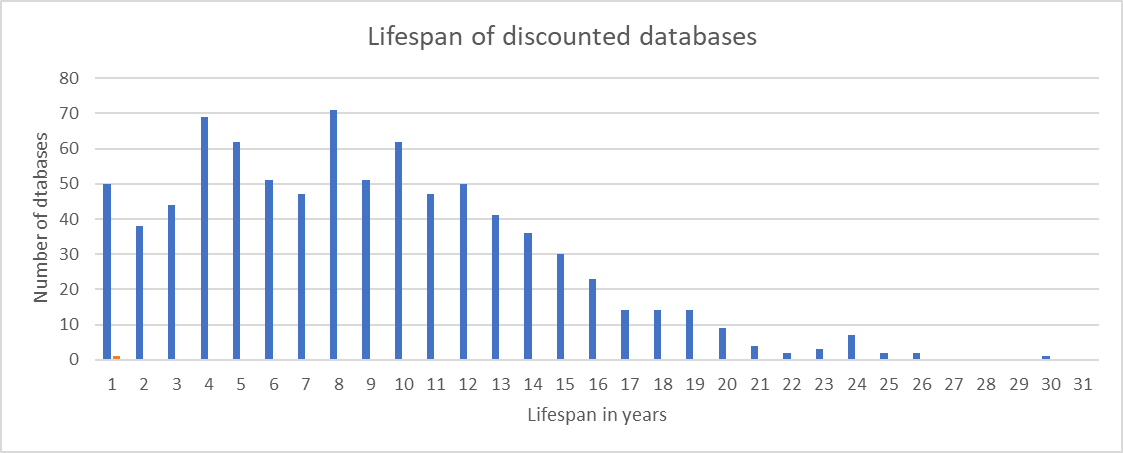 Lifespan of discounted databases
80
70
60
50
40
30
20
10
0
Number of dtabases
1 2 3 4 5 6 7 8 9 10 11 12 13 14 15 16 17 18 19 20 21 22 23 24 25 26 27 28 29 30 31
Lifespan in years